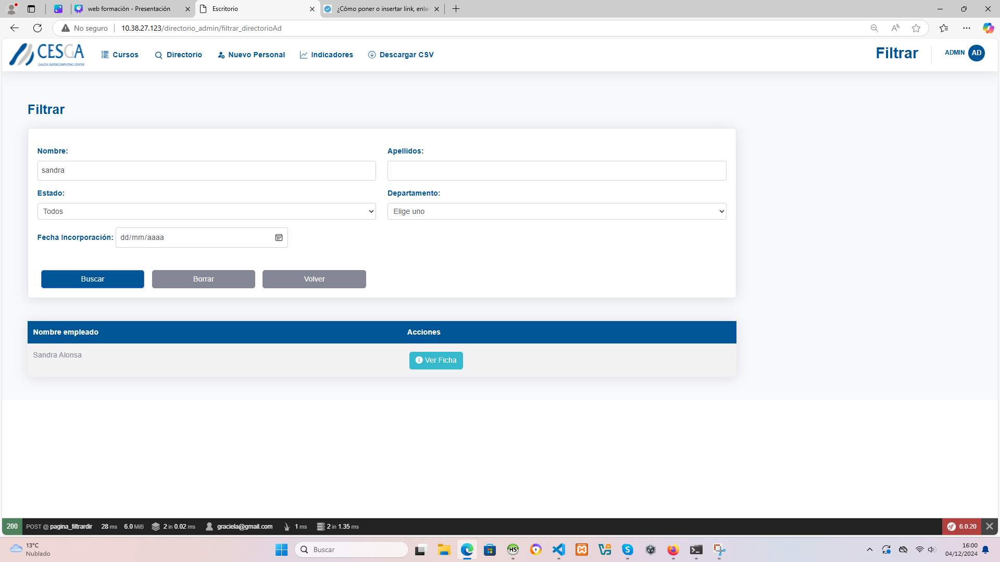 web formación - Presentación
Escritorio
¿Cómo poner o insertar link, enla
No seguro
10.38.27.123/directorio_admin/filtrar_directorioAd
CESGA
GALICIA SUPERCOMPUTING CENTER
Cursos
Directorio
Nuevo Personal
Indicadores
Descargar CSV
Filtrar
ADMIN
AD
Filtrar
Nombre:
Apellidos:
sandra
Estado:
Departamento:
Todos
Elige uno
Fecha Incorporación:
dd/mm/aaaa
Buscar
Borrar
Volver
Nombre empleado
Acciones
Sandra Alonsa
Ver Ficha
200
POST @ pagina_filtrardir
28 ms
6.0 MiB
2 in 0.02 ms
graciela@gmail.com
1 ms
2 in 1.35 ms
6.0.20
13°C
Nublado
Buscar
16:00
04/12/2024